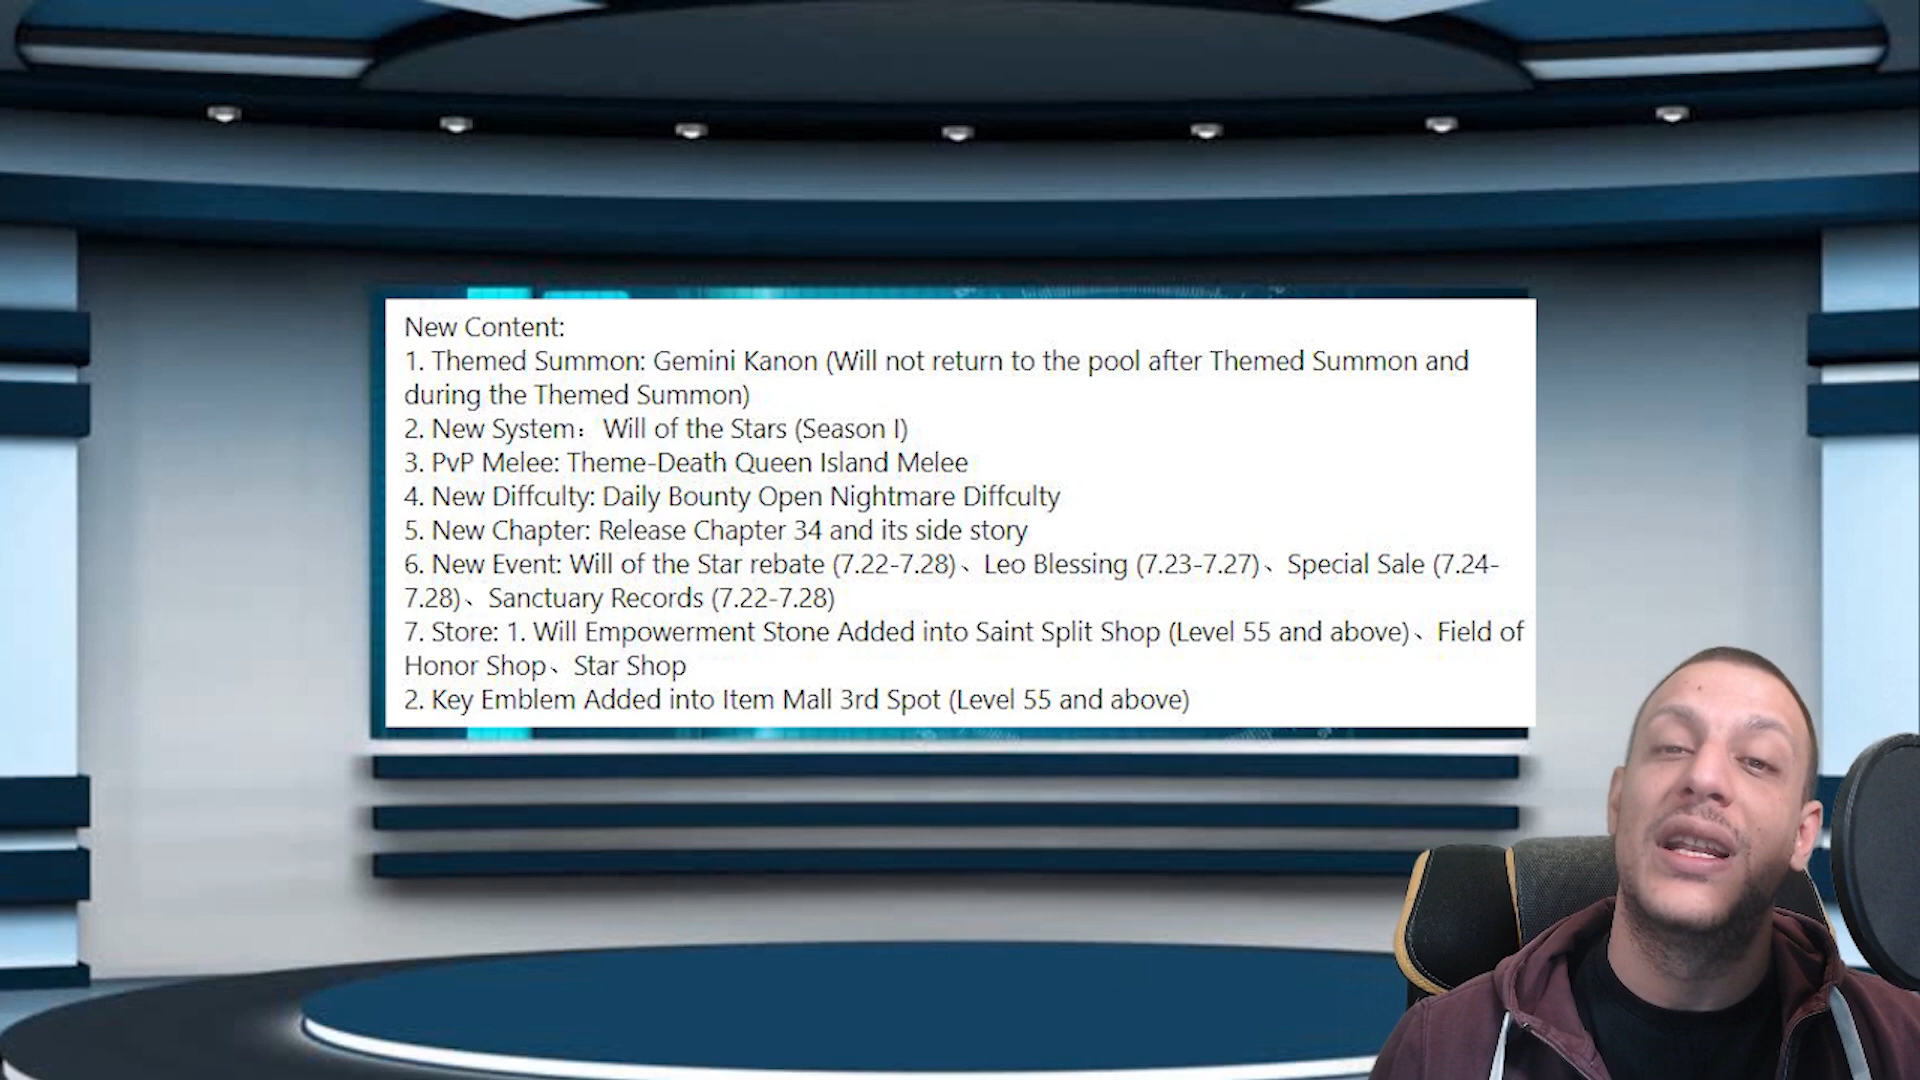 New Content:
1. Themed Summon: Gemini Kanon (Will not return to the pool after Themed Summon and
during the Themed Summon)
2. New System： Will of the Stars (Season I)
3. PvP Melee: Theme-Death Queen Island Melee
4. New Diffculty: Daily Bounty Open Nightmare Diffculty
5. New Chapter: Release Chapter 34 and its side story
6. New Event: Will of the Star rebate (7.22-7.28)、Leo Blessing (7.23-7.27)、Special Sale (7.24-
7.28)、Sanctuary Records (7.22-7.28)
7. Store: 1. Will Empowerment Stone Added into Saint Split Shop (Level 55 and above)、Field of
Honor Shop、Star Shop
2. Key Emblem Added into Item Mall 3rd Spot (Level 55 and above)